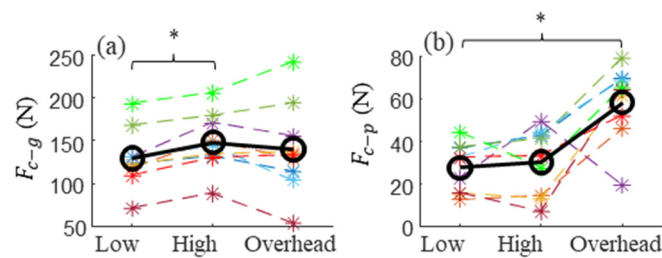 (a)
*
250
200
150
100
50
F_{c-g} (N)
Low High Overhead
(b)
*
80
60
40
20
0
F_{c-p} (N)
Low High Overhead